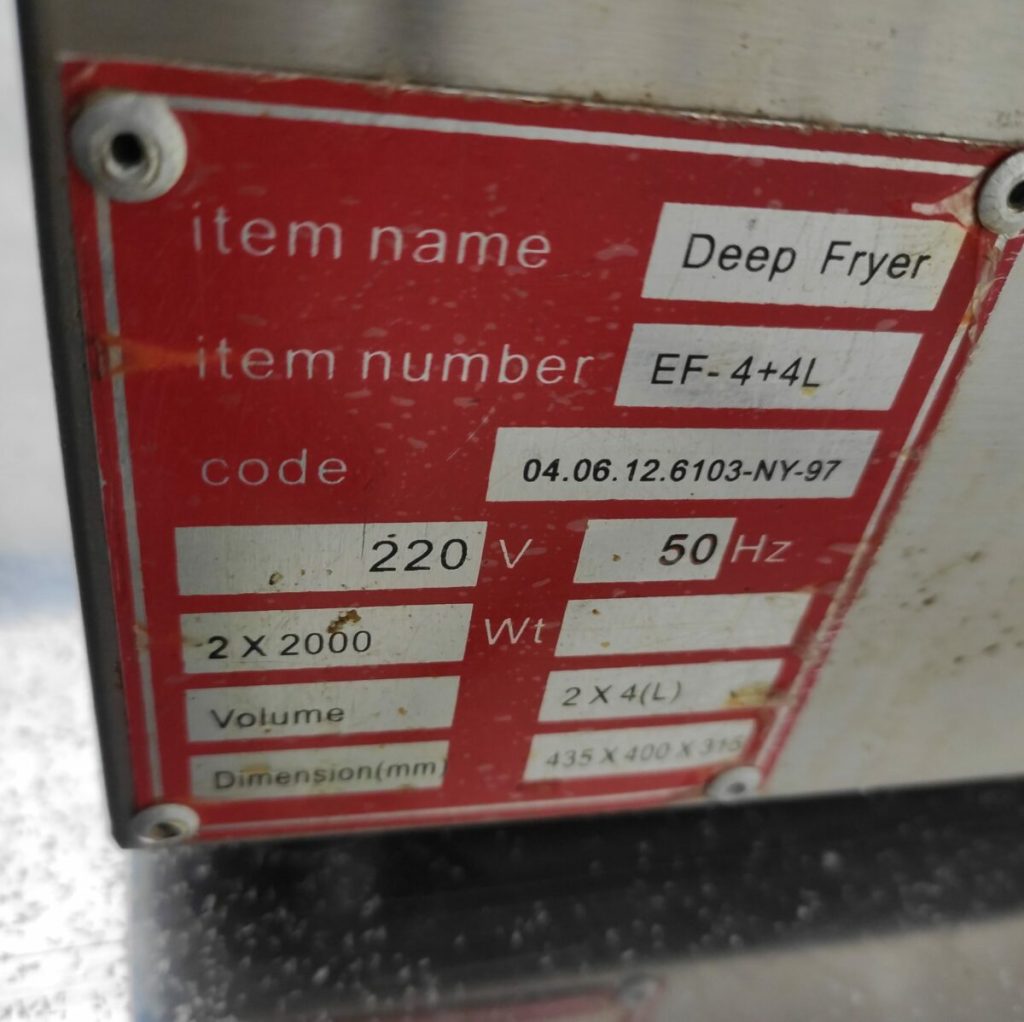 item name Deep Fryer
item number EF-4+4L
code 04.06.12.6103-NY-97
220 V 50 Hz
2 X 2000 Wt
Volume 2 X 4(L)
Dimension(mm) 435 X 400 X 315